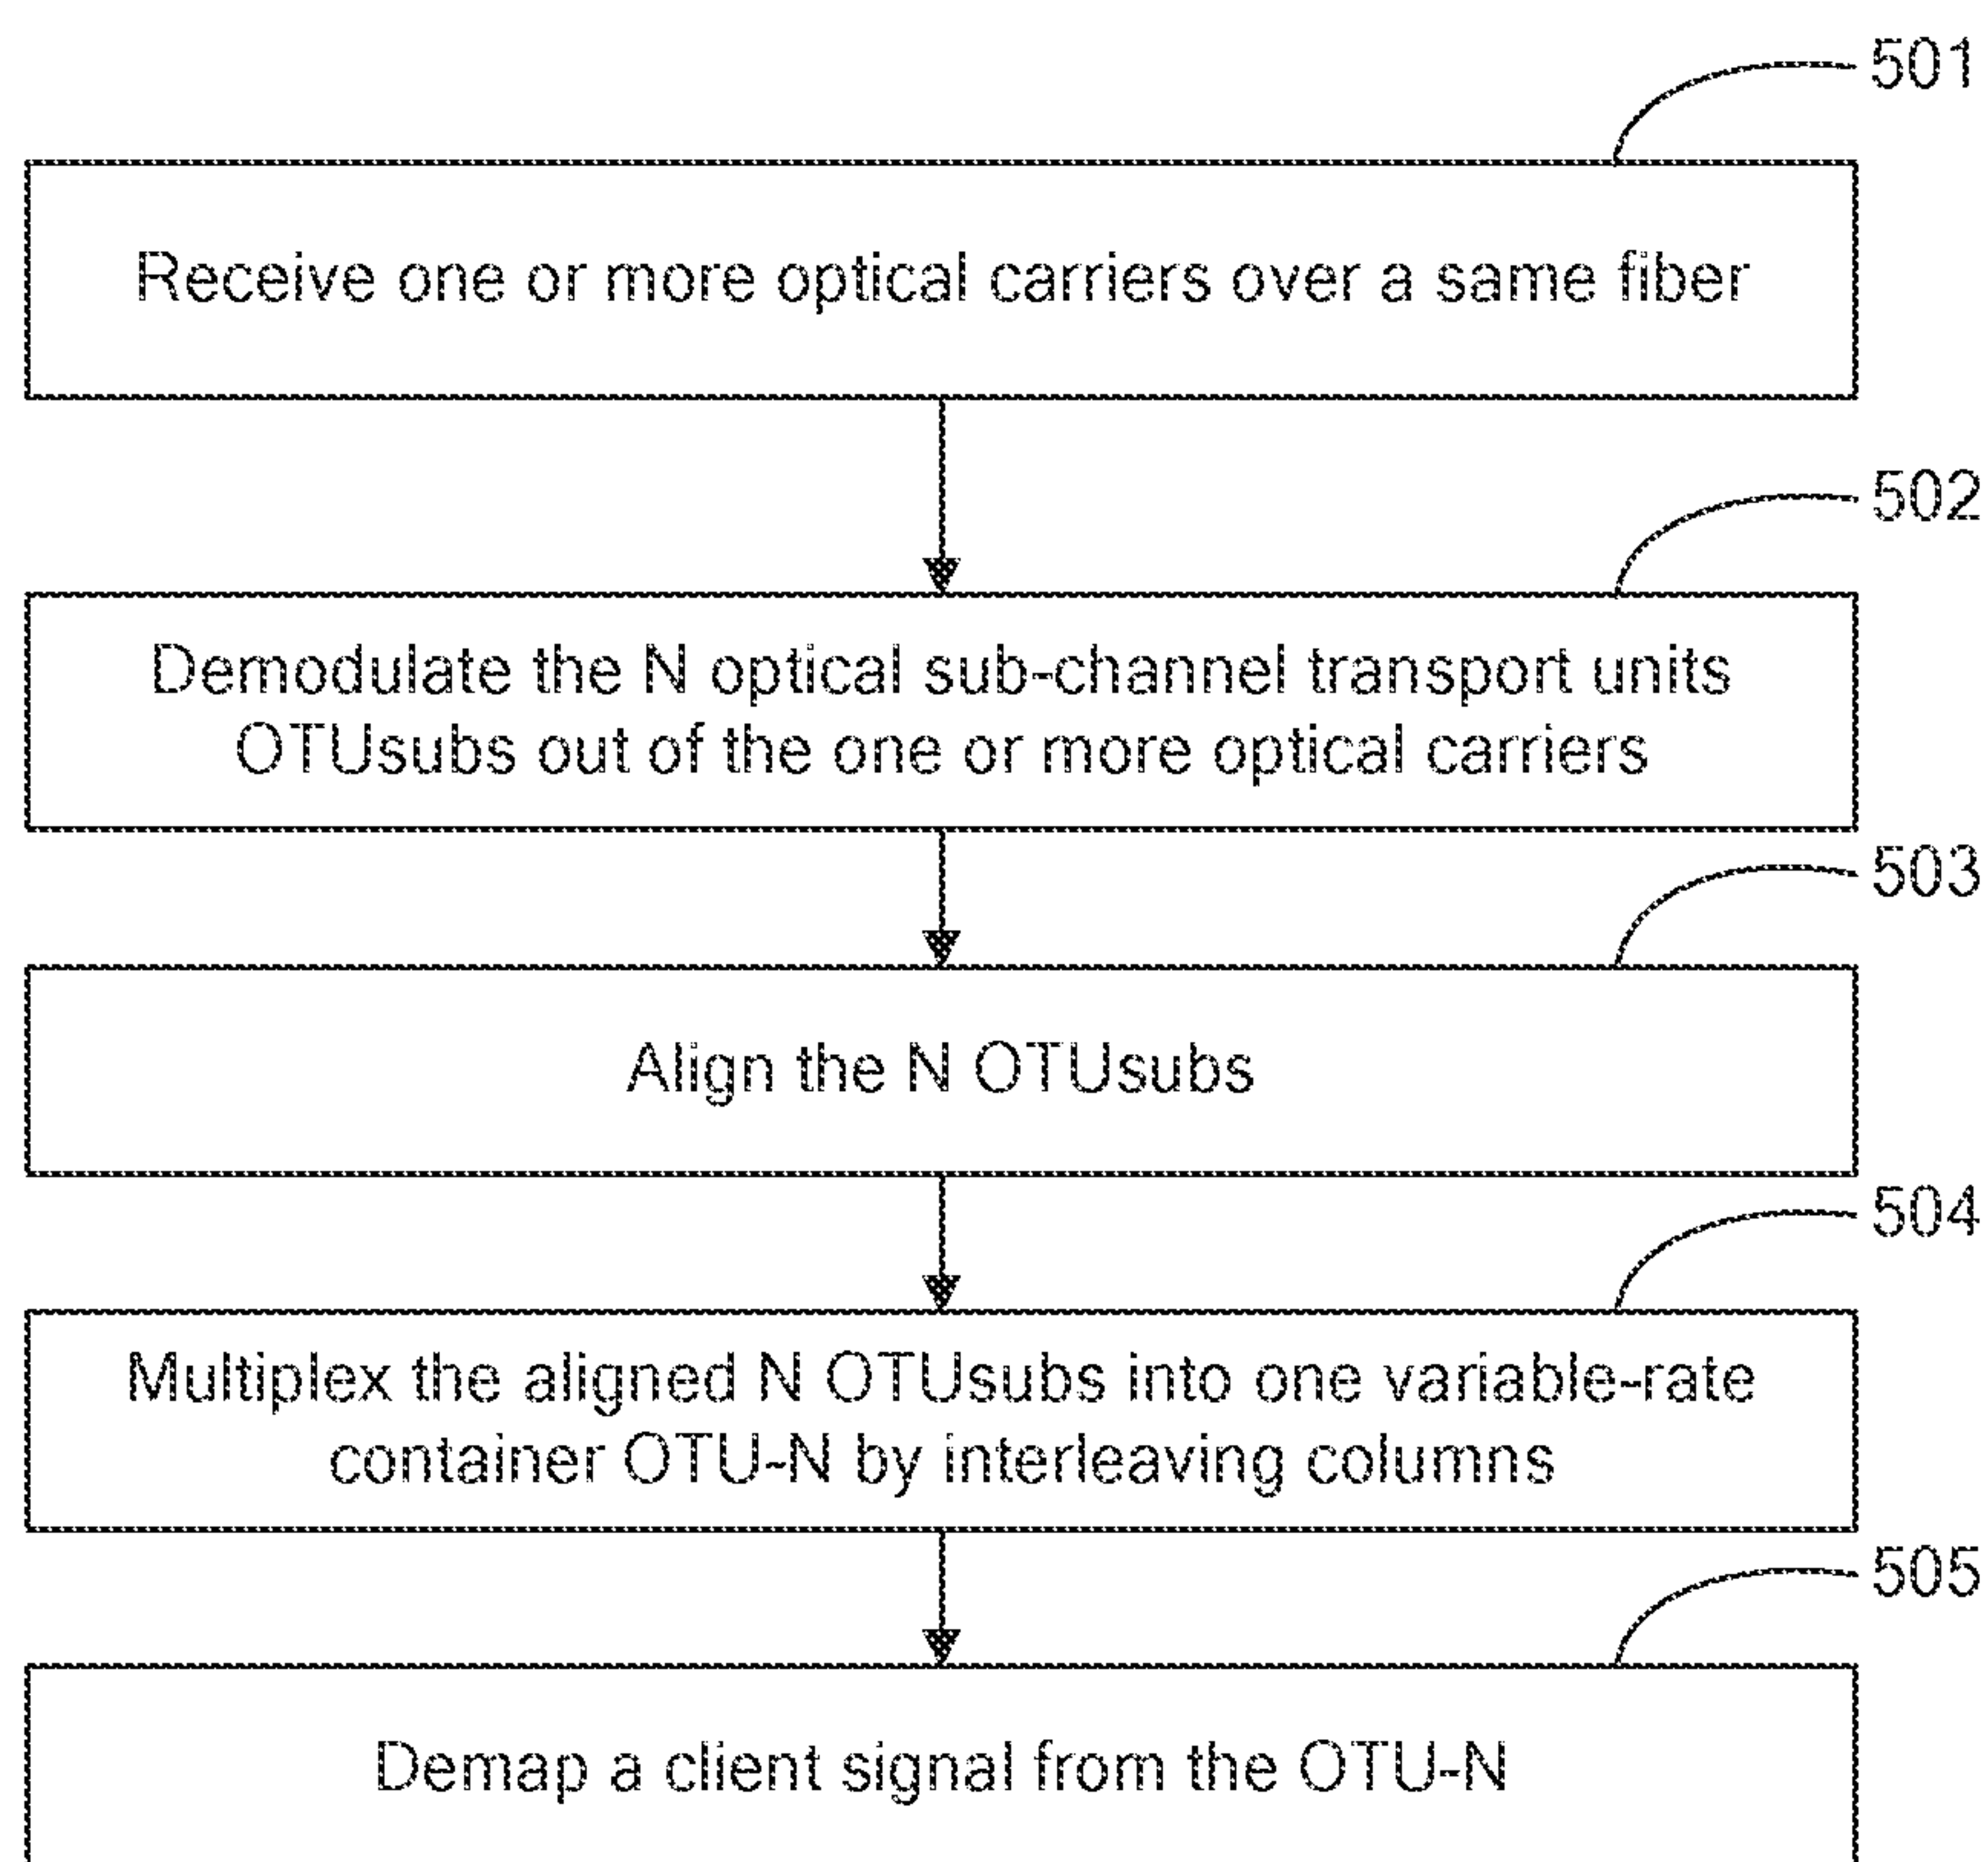 501
Receive one or more optical carriers over a same fiber
502
Demodulate the N optical sub-channel transport units
OTUsubs out of the one or more optical carriers
503
Align the N OTUsubs
504
Multiplex the aligned N OTUsubs into one variable-rate
container OTU-N by interleaving columns
505
Demap a client signal from the OTU-N